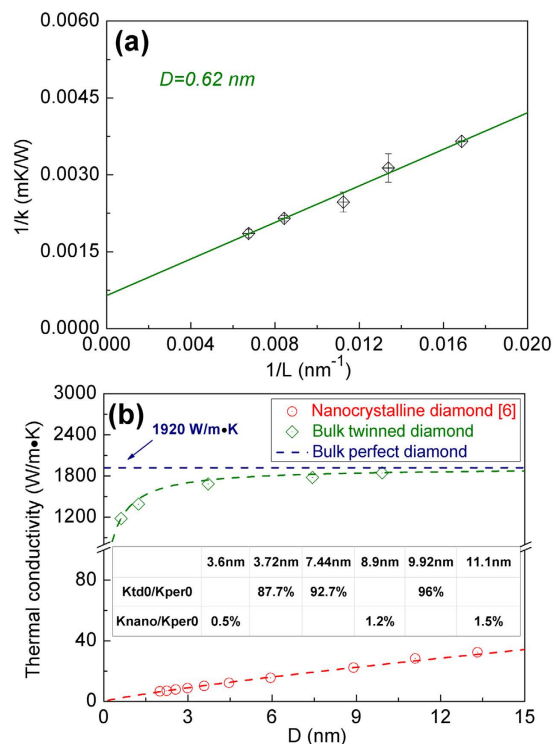 (a)
D=0.62 nm
1/k (mK/W)
0.0060
0.0045
0.0030
0.0015
0.0000
0.000 0.004 0.008 0.012 0.016 0.020
1/L (nm⁻¹)
(b)
1920 W/m•K
Nanocrystalline diamond [6]
Bulk twinned diamond
Bulk perfect diamond
Thermal conductivity (W/m•K)
3000
2400
1800
1200
80
40
0
3.6nm 3.72nm 7.44nm 8.9nm 9.92nm 11.1nm
Ktd0/Kper0 87.7% 92.7% 96%
Knano/Kper0 0.5% 1.2% 1.5%
0 3 6 9 12 15
D (nm)